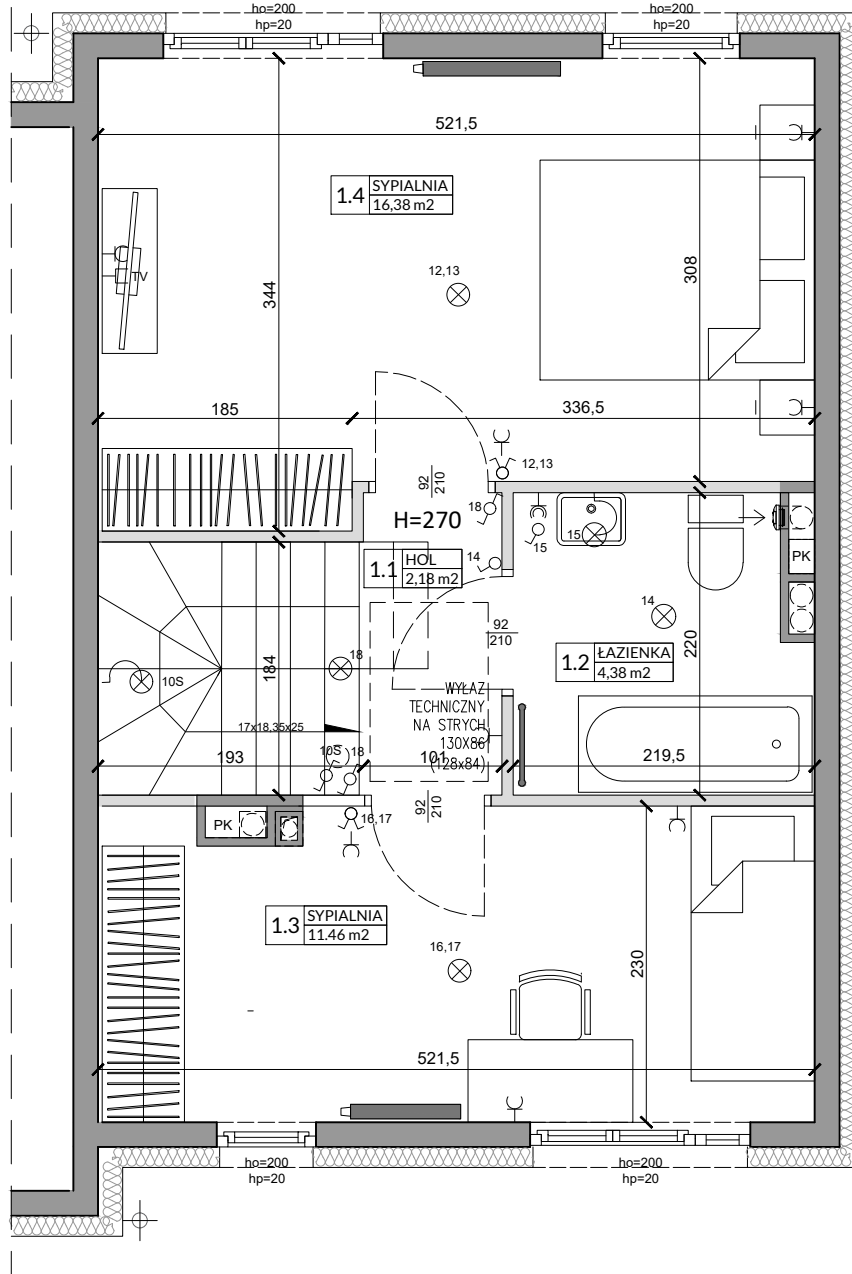 ho=200
hp=20
ho=200
hp=20
521,5
1.4 SYPIALNIA
16,38 m2
TV
12,13
344
308
185
336,5
12,13
92
210
18
H=270
15
15
PK
14
1.1 HOL
2,18 m2
14
92
210
1.2 ŁAZIENKA
4,38 m2
220
184
18
10S
WYŁAZ
TECHNICZNY
NA STRYCH
130X86
(128x84)
17x18,35x25
10S
18
193
101
219,5
92
210
16,17
PK
1.3 SYPIALNIA
11.46 m2
16,17
230
521,5
ho=200
hp=20
ho=200
hp=20